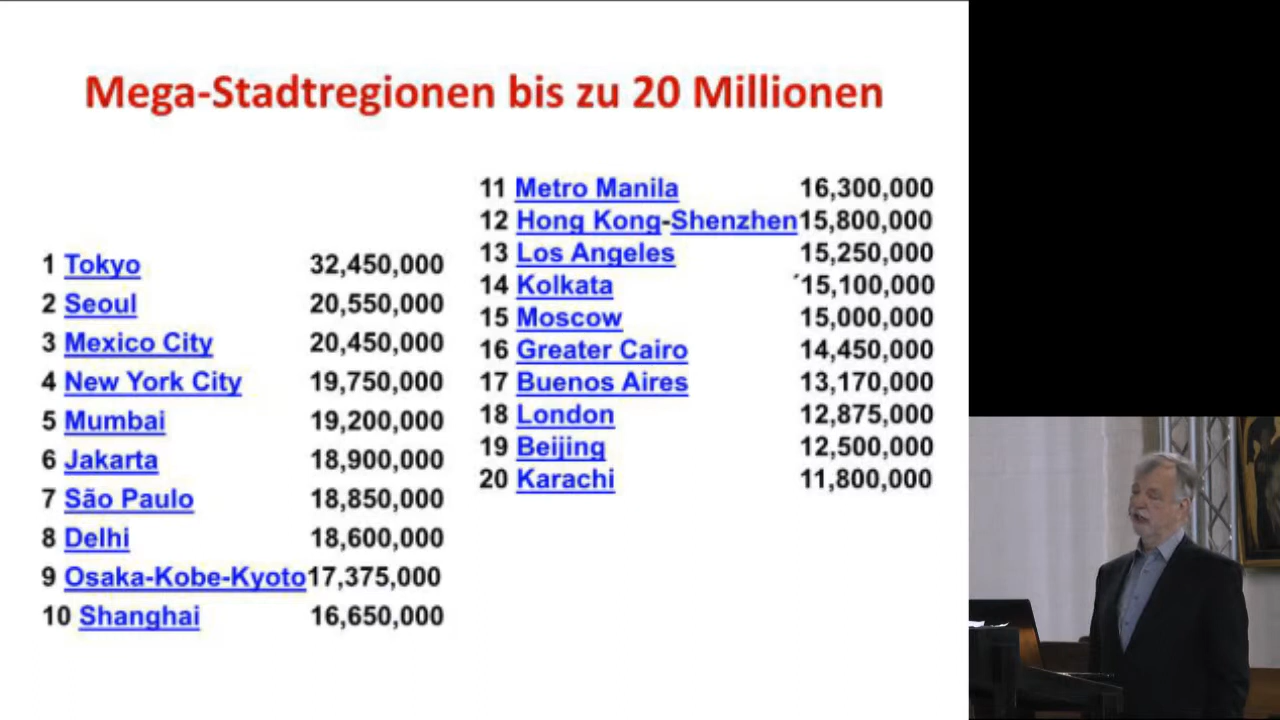 Mega-Stadtregionen bis zu 20 Millionen
1 Tokyo 32,450,000
2 Seoul 20,550,000
3 Mexico City 20,450,000
4 New York City 19,750,000
5 Mumbai 19,200,000
6 Jakarta 18,900,000
7 São Paulo 18,850,000
8 Delhi 18,600,000
9 Osaka-Kobe-Kyoto17,375,000
10 Shanghai 16,650,000
11 Metro Manila 16,300,000
12 Hong Kong-Shenzhen15,800,000
13 Los Angeles 15,250,000
14 Kolkata ´15,100,000
15 Moscow 15,000,000
16 Greater Cairo 14,450,000
17 Buenos Aires 13,170,000
18 London 12,875,000
19 Beijing 12,500,000
20 Karachi 11,800,000